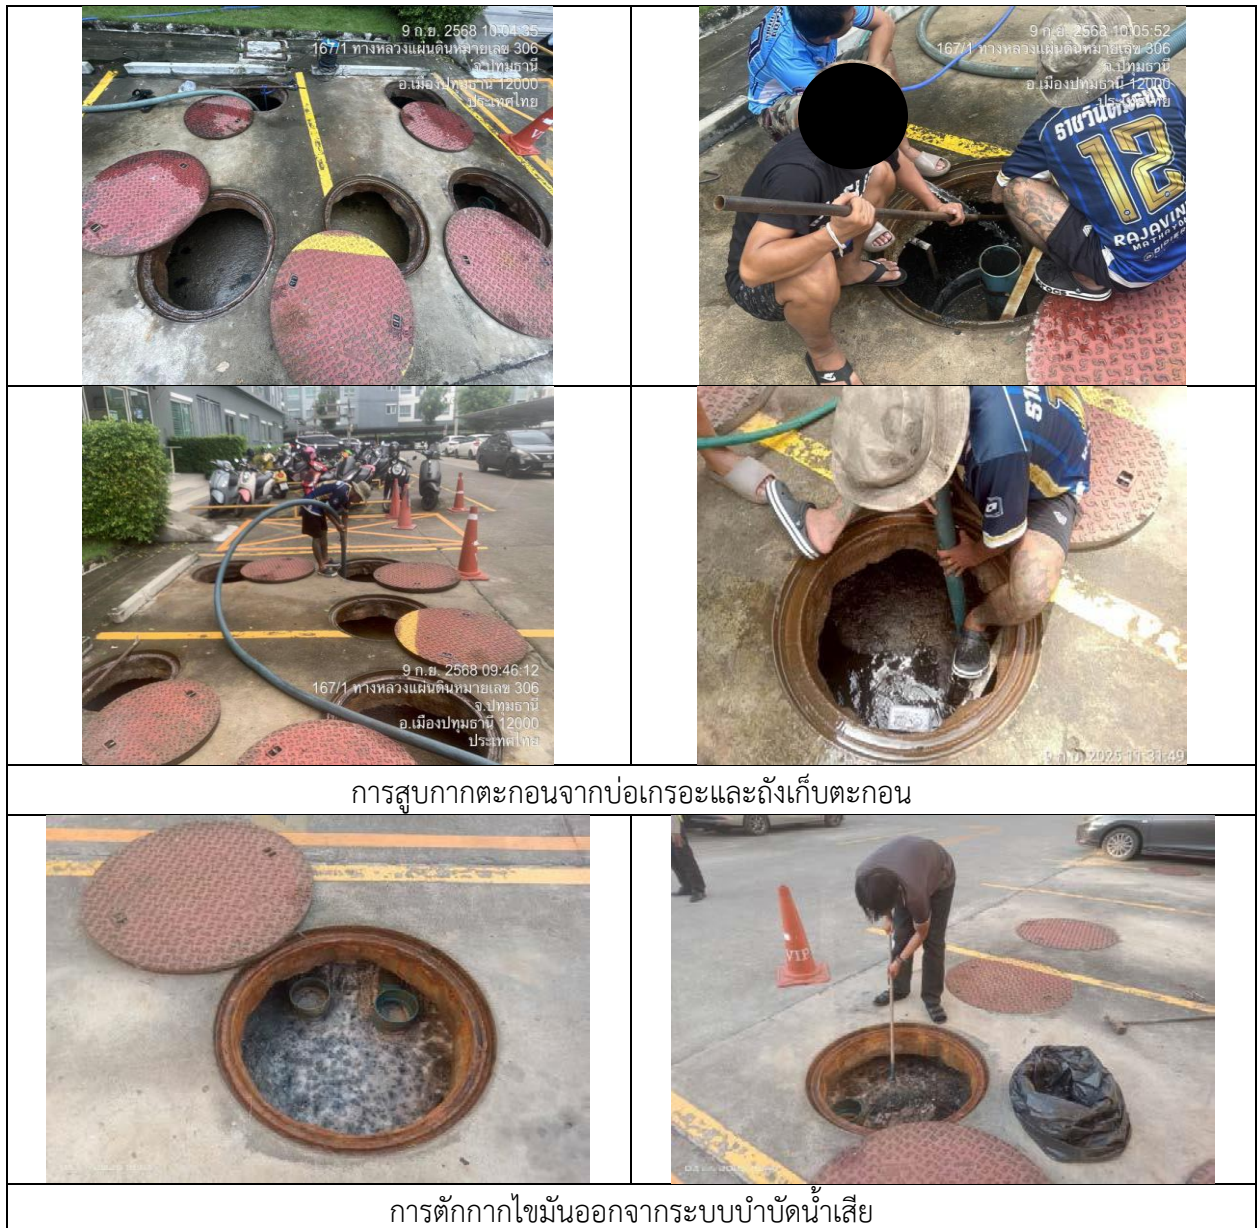 9 ก.ย. 2568 10:04:35
167/1 ทางหลวงแผ่นดินหมายเลข 306
จ.ปทุมธานี
อ.เมืองปทุมธานี 12000
ประเทศไทย
9 ก.ย. 2568 10:05:52
167/1 ทางหลวงแผ่นดินหมายเลข 306
จ.ปทุมธานี
อ.เมืองปทุมธานี 12000
ประเทศไทย
12
RAJAVINI
9 ก.ย. 2568 09:46:12
167/1 ทางหลวงแผ่นดินหมายเลข 306
จ.ปทุมธานี
อ.เมืองปทุมธานี 12000
ประเทศไทย
9 ก.ย. 2025 11:31:49
การสูบกากตะกอนจากบ่อเกรอะและถังเก็บตะกอน
VIP
การตักกากไขมันออกจากระบบบำบัดน้ำเสีย